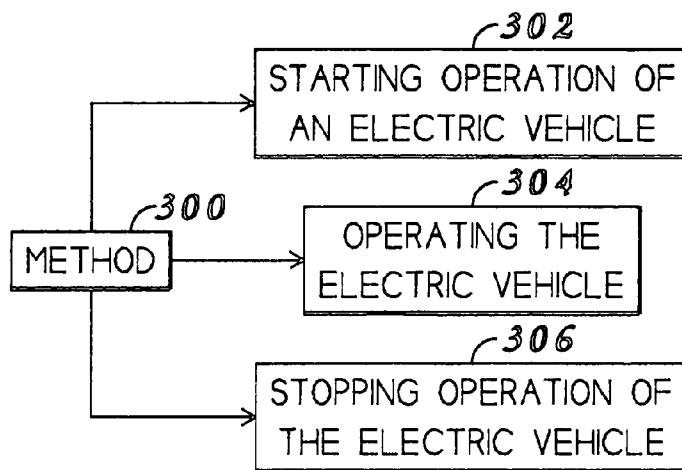 302
STARTING OPERATION OF
AN ELECTRIC VEHICLE
300
METHOD
304
OPERATING THE
ELECTRIC VEHICLE
306
STOPPING OPERATION OF
THE ELECTRIC VEHICLE